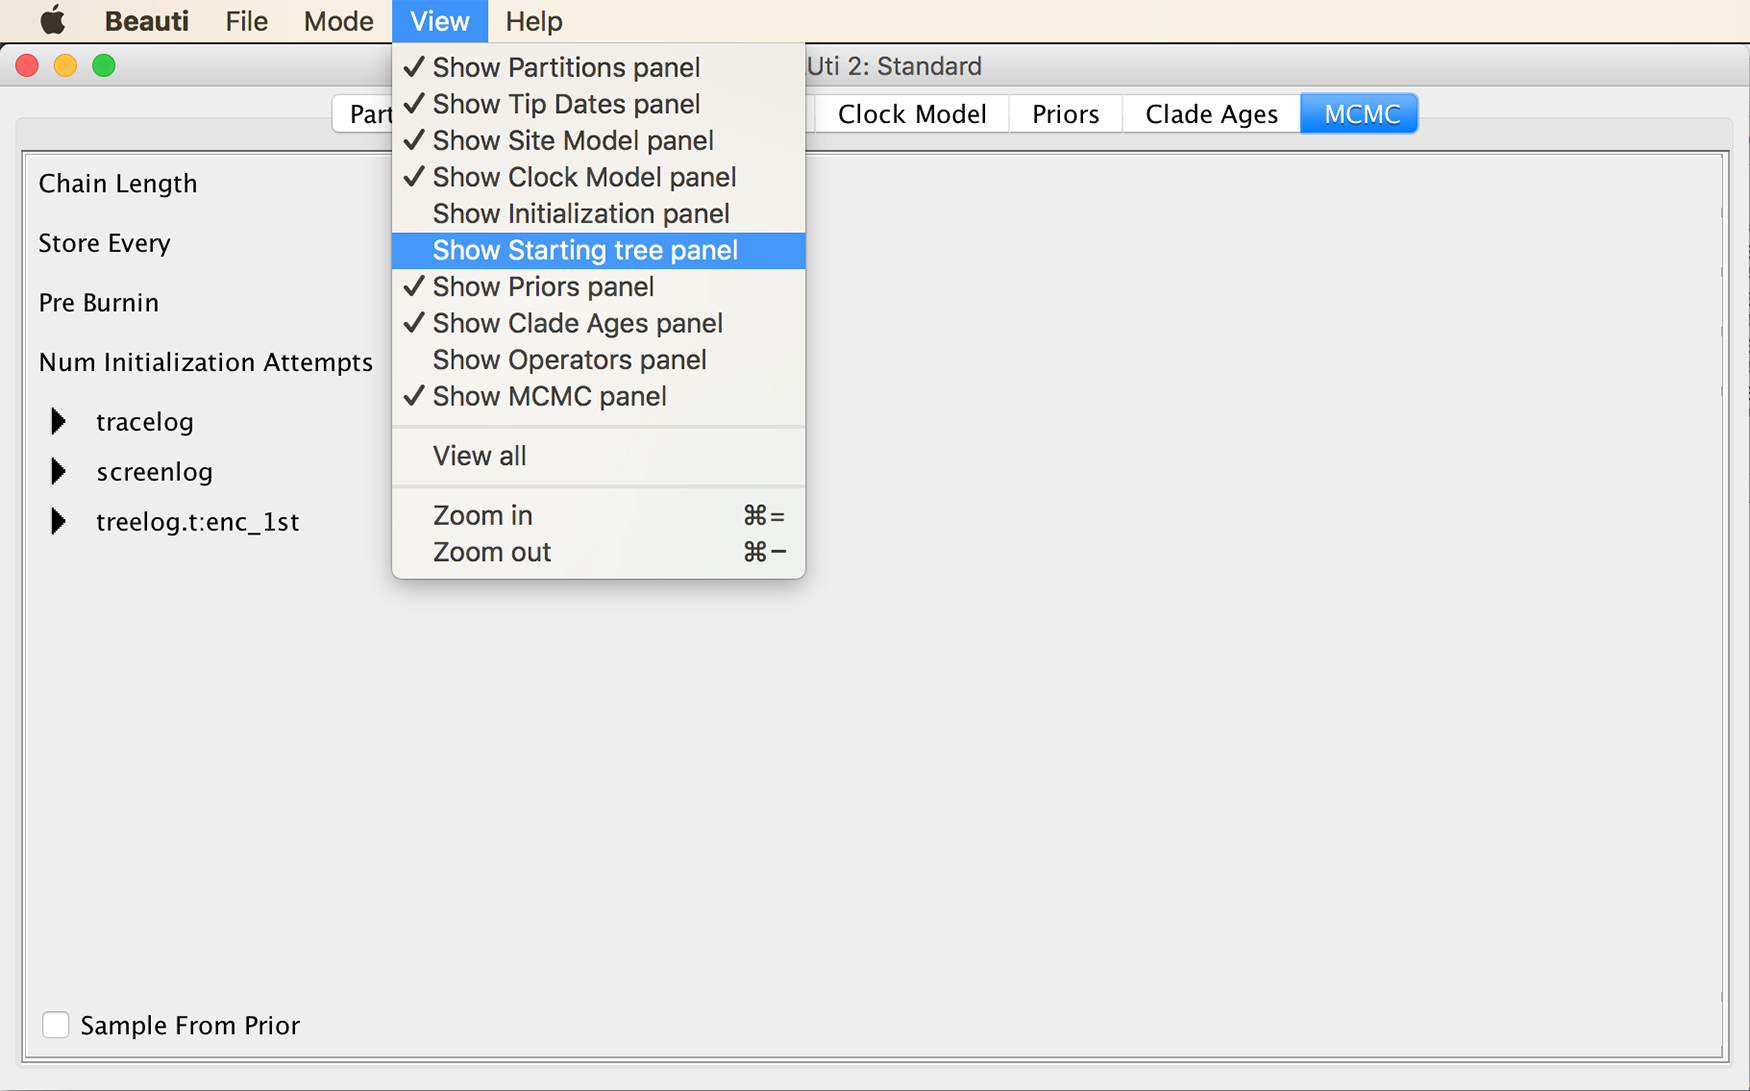 Beauti File Mode View Help
Uti 2: Standard
Part Clock Model Priors Clade Ages MCMC
✓ Show Partitions panel
✓ Show Tip Dates panel
✓ Show Site Model panel
✓ Show Clock Model panel
Show Initialization panel
Show Starting tree panel
✓ Show Priors panel
✓ Show Clade Ages panel
Show Operators panel
✓ Show MCMC panel
View all
Zoom in ⌘=
Zoom out ⌘−
Chain Length
Store Every
Pre Burnin
Num Initialization Attempts
tracelog
screenlog
treelog.t:enc_1st
Sample From Prior